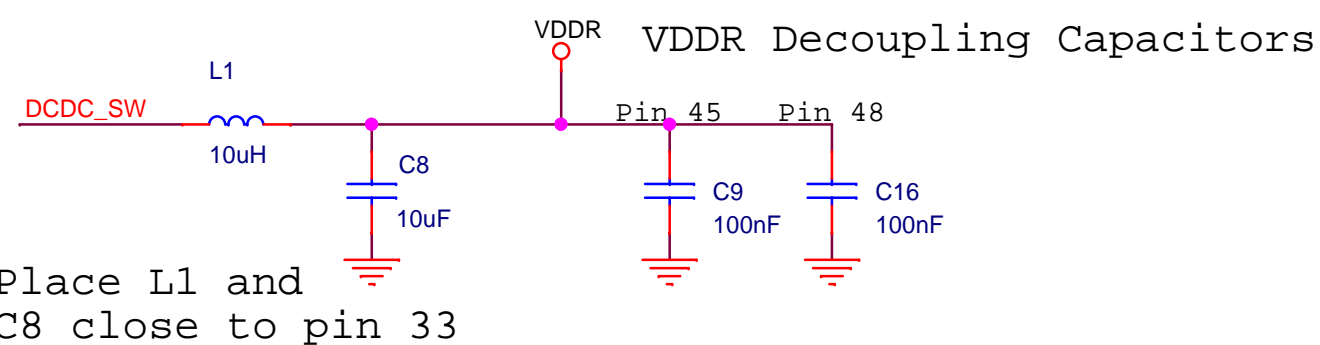 VDDR
VDDR Decoupling Capacitors
L1
DCDC_SW
Pin 45
Pin 48
10uH
C8
10uF
C9
100nF
C16
100nF
Place L1 and
C8 close to pin 33